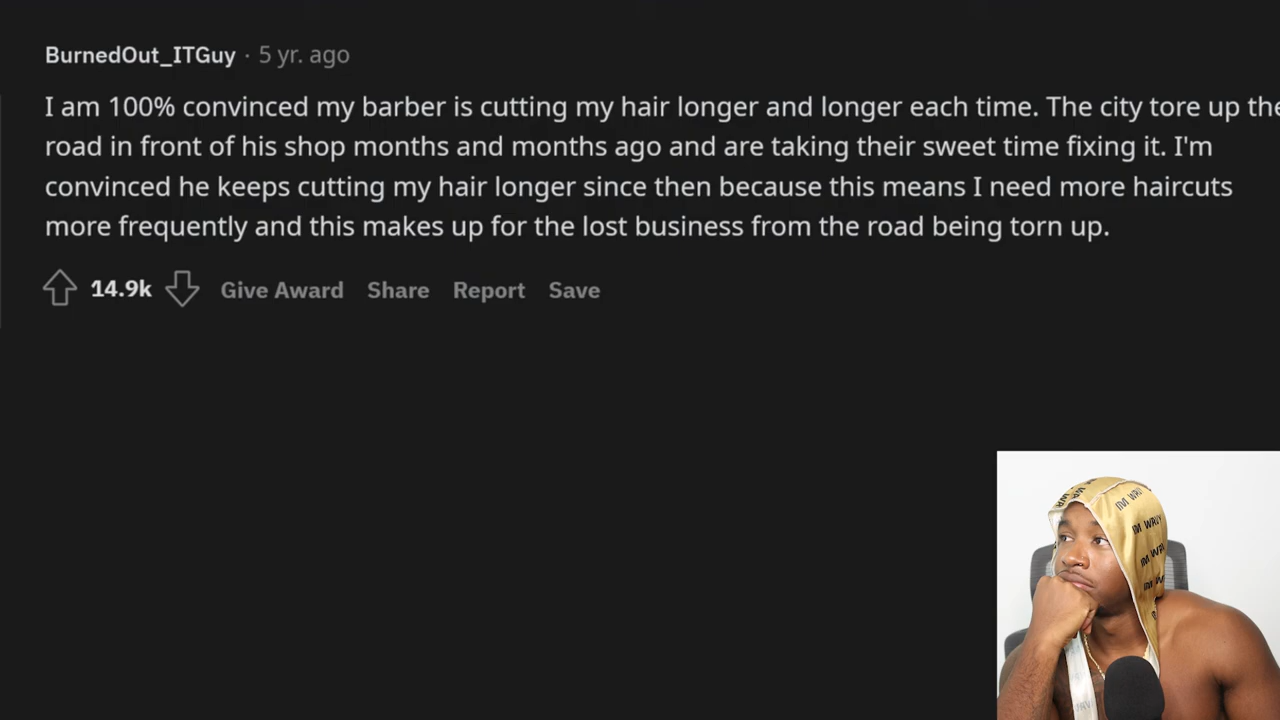 BurnedOut_ITGuy · 5 yr. ago
I am 100% convinced my barber is cutting my hair longer and longer each time. The city tore up the
road in front of his shop months and months ago and are taking their sweet time fixing it. I'm
convinced he keeps cutting my hair longer since then because this means I need more haircuts
more frequently and this makes up for the lost business from the road being torn up.
14.9k Give Award Share Report Save
IM WRLY
IM WRLY